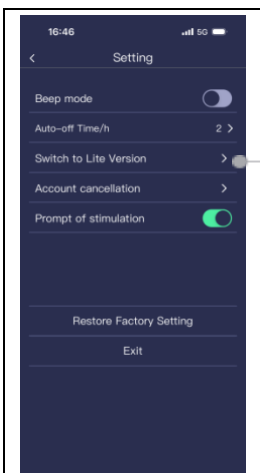 16:46 5G
Setting
Beep mode
Auto-off Time/h 2
Switch to Lite Version
Account cancellation
Prompt of stimulation
Restore Factory Setting
Exit